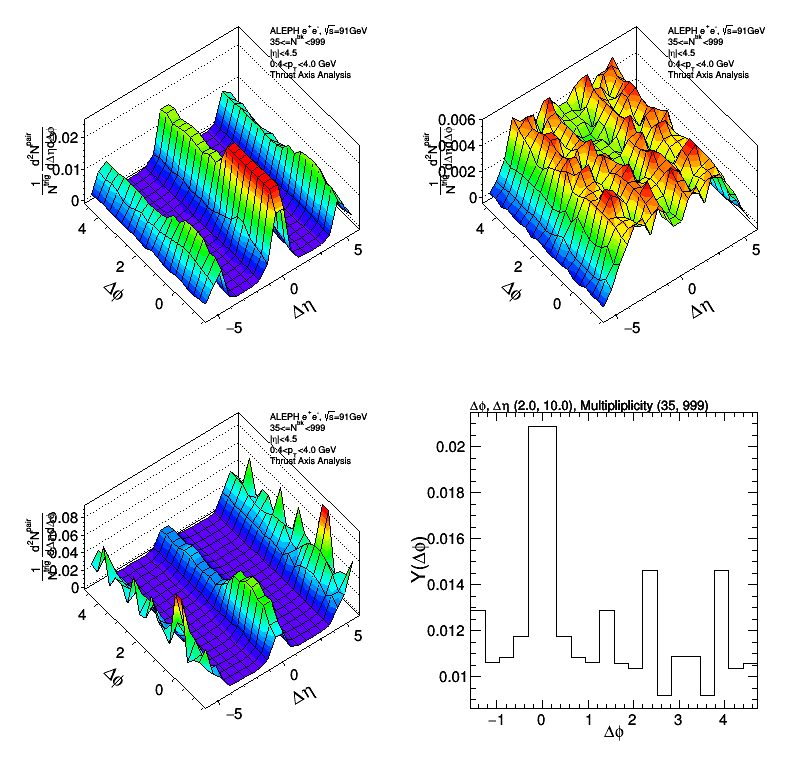 ALEPH e⁺e⁻, √s=91GeV
35<=N^trk<999
|η|<4.5
0.4<p_T<4.0 GeV
Thrust Axis Analysis
1/N^trig d²N^pair/dΔηdΔφ
0.02
0.01
0
4
2
0
Δφ
−5
0
5
Δη
ALEPH e⁺e⁻, √s=91GeV
35<=N^trk<999
|η|<4.5
0.4<p_T<4.0 GeV
Thrust Axis Analysis
1/N^trig d²N^pair/dΔηdΔφ
0.006
0.004
0.002
0
4
2
0
Δφ
−5
0
5
Δη
ALEPH e⁺e⁻, √s=91GeV
35<=N^trk<999
|η|<4.5
0.4<p_T<4.0 GeV
Thrust Axis Analysis
1/N^trig d²N^pair/dΔηdΔφ
0.08
0.06
0.04
0.02
0
4
2
0
Δφ
−5
0
5
Δη
Δφ, Δη (2.0, 10.0), Multipliplicity (35, 999)
Y(Δφ)
0.02
0.018
0.016
0.014
0.012
0.01
−1 0 1 2 3 4
Δφ